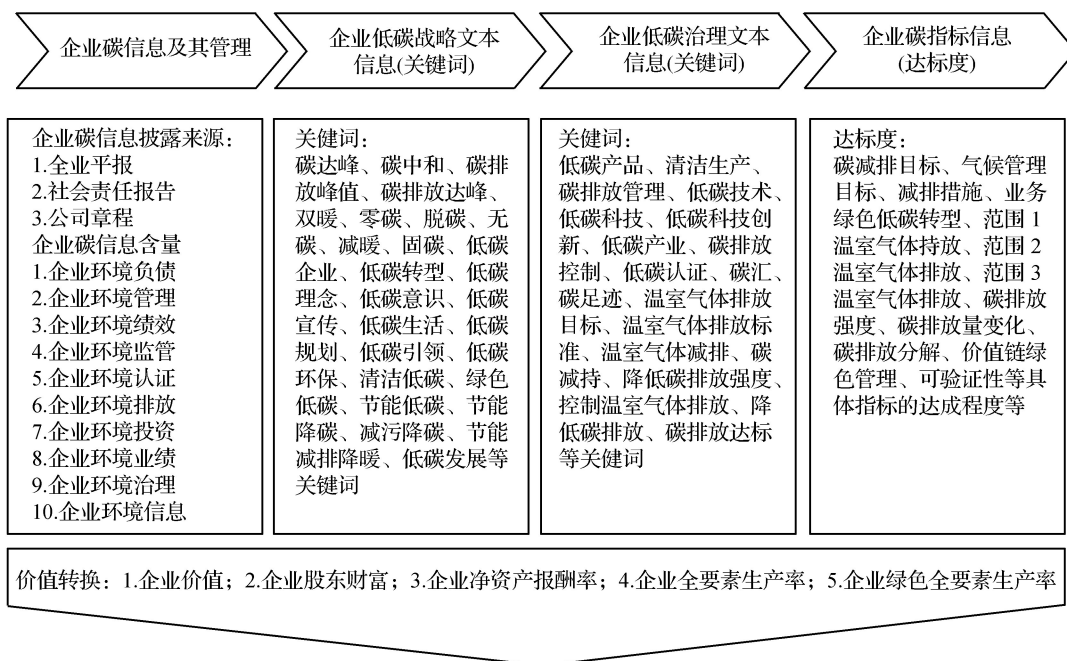 企业碳信息及其管理
企业低碳战略文本
信息(关键词)
企业低碳治理文本
信息(关键词)
企业碳指标信息
(达标度)
企业碳信息披露来源：
1.全业平报
2.社会责任报告
3.公司章程
企业碳信息含量
1.企业环境负债
2.企业环境管理
3.企业环境绩效
4.企业环境监管
5.企业环境认证
6.企业环境排放
7.企业环境投资
8.企业环境业绩
9.企业环境治理
10.企业环境信息
关健词：
碳达峰、碳中和、碳排
放峰值、碳排放达峰、
双暖、零碳、脱碳、无
碳、减暖、固碳、低碳
企业、低碳转型、低碳
理念、低碳意识、低碳
宣传、低碳生活、低碳
规划、低碳引领、低碳
环保、清洁低碳、绿色
低碳、节能低碳、节能
降碳、减污降碳、节能
减排降暖、低碳发展等
关键词
关健词：
低碳产品、清洁生产、
碳排放管理、低碳技术、
低碳科技、低碳科技创
新、低碳产业、碳排放
控制、低碳认证、碳汇、
碳足迹、温室气体排放
目标、温室气体排放标
准、温室气体减排、碳
减持、降低碳排放强度、
控制温室气体排放、降
低碳排放、碳排放达标
等关健词
达标度：
碳减排目标、气候管理
目标、减排措施、业务
绿色低碳转型、范围 1
温室气体持放、范围 2
温室气体排放、范围 3
温室气体排放、碳排放
强度、碳排放量变化、
碳排放分解、价值链绿
色管理、可验证性等具
体指标的达成程度等
价值转换：1.企业价值；2.企业股东财富；3.企业净资产报酬率；4.企业全要素生产率；5.企业绿色全要素生产率